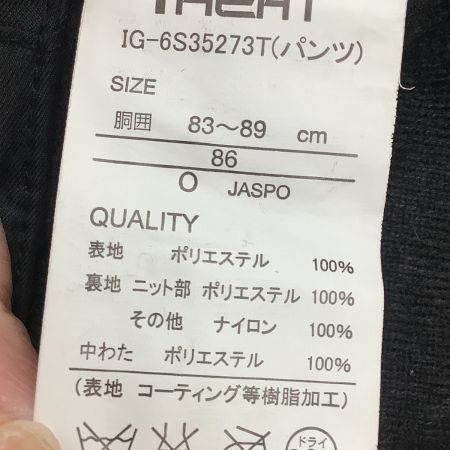 IG-6S35273T(パンツ)
SIZE
胴囲 83～89 cm
86
O JASPO
QUALITY
表地 ポリエステル 100%
裏地 ニット部 ポリエステル 100%
その他 ナイロン 100%
中わた ポリエステル 100%
(表地 コーティング等樹脂加工)
ドライ